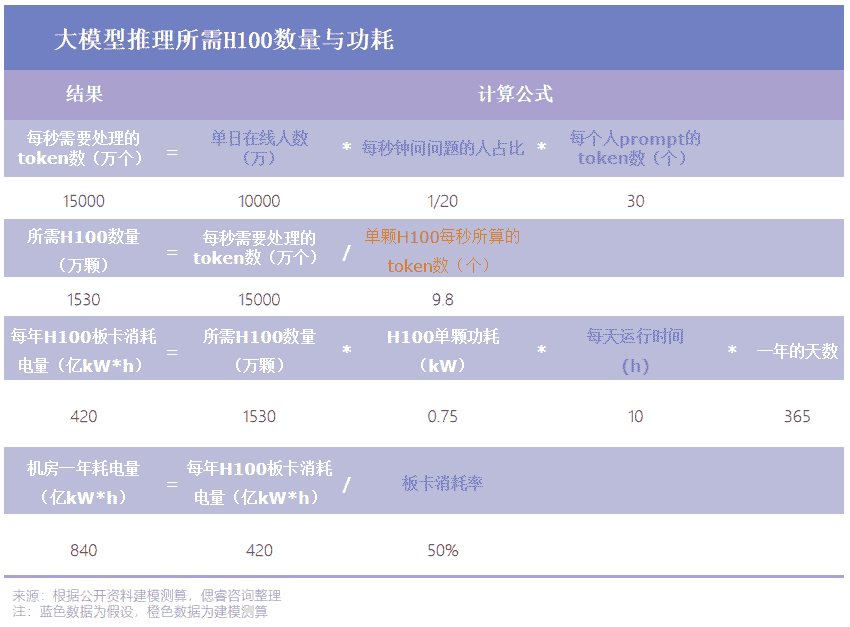 大模型推理所需H100数量与功耗
结果 计算公式
每秒需要处理的 单日在线人数 每个人prompt的
token数（万个） = （万） * 每秒钟问问题的人占比 * token数（个）
15000 10000 1/20 30
所需H100数量 每秒需要处理的 单颗H100每秒所算的
（万颗） = token数（万个） / token数（个）
1530 15000 9.8
每年H100板卡消耗 所需H100数量 H100单颗功耗 每天运行时间
电量（亿kW*h） = （万颗） * （kW） * （h） * 一年的天数
420 1530 0.75 10 365
机房一年耗电量 每年H100板卡消耗
（亿kW*h） = 电量（亿kW*h） / 板卡消耗率
840 420 50%
来源：根据公开资料建模测算，偲睿咨询整理
注：蓝色数据为假设，橙色数据为建模测算